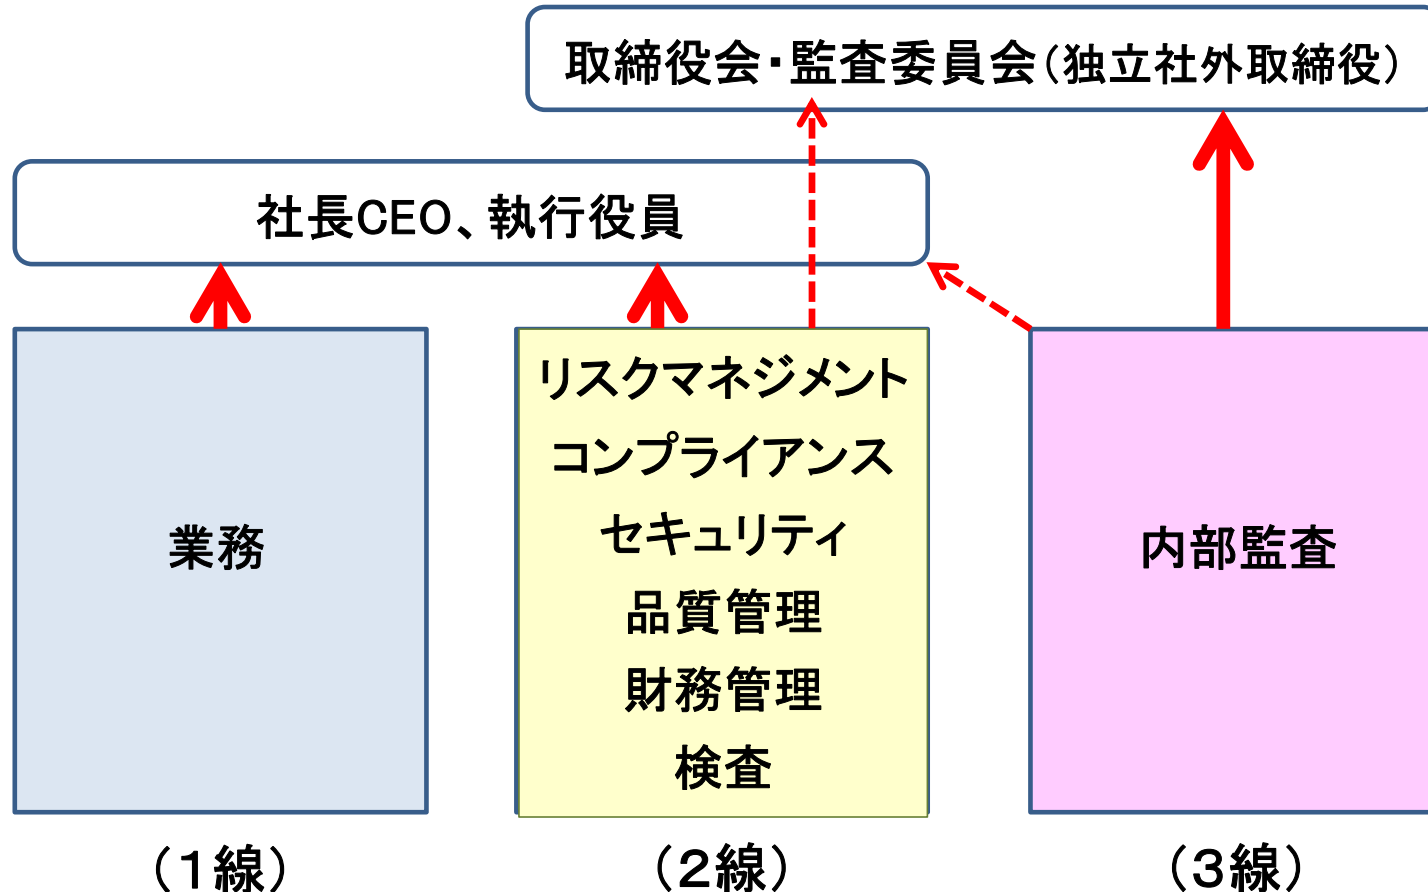 取締役会・監査委員会(独立社外取締役)
社長CEO、執行役員
業務
リスクマネジメント
コンプライアンス
セキュリティ
品質管理
財務管理
検査
内部監査
(1線)
(2線)
(3線)